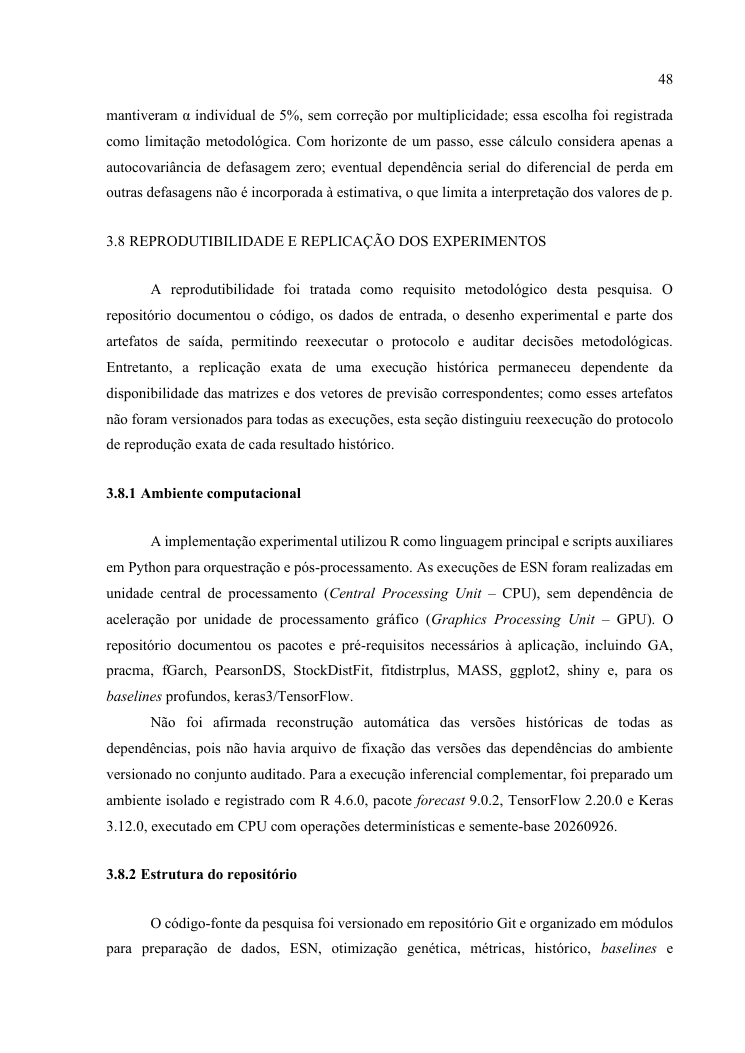 48
mantiveram α individual de 5%, sem correção por multiplicidade; essa escolha foi registrada
como limitação metodológica. Com horizonte de um passo, esse cálculo considera apenas a
autocovariância de defasagem zero; eventual dependência serial do diferencial de perda em
outras defasagens não é incorporada à estimativa, o que limita a interpretação dos valores de p.
3.8 REPRODUTIBILIDADE E REPLICAÇÃO DOS EXPERIMENTOS
A reprodutibilidade foi tratada como requisito metodológico desta pesquisa. O
repositório documentou o código, os dados de entrada, o desenho experimental e parte dos
artefatos de saída, permitindo reexecutar o protocolo e auditar decisões metodológicas.
Entretanto, a replicação exata de uma execução histórica permaneceu dependente da
disponibilidade das matrizes e dos vetores de previsão correspondentes; como esses artefatos
não foram versionados para todas as execuções, esta seção distinguiu reexecução do protocolo
de reprodução exata de cada resultado histórico.
3.8.1 Ambiente computacional
A implementação experimental utilizou R como linguagem principal e scripts auxiliares
em Python para orquestração e pós-processamento. As execuções de ESN foram realizadas em
unidade central de processamento (Central Processing Unit – CPU), sem dependência de
aceleração por unidade de processamento gráfico (Graphics Processing Unit – GPU). O
repositório documentou os pacotes e pré-requisitos necessários à aplicação, incluindo GA,
pracma, fGarch, PearsonDS, StockDistFit, fitdistrplus, MASS, ggplot2, shiny e, para os
baselines profundos, keras3/TensorFlow.
Não foi afirmada reconstrução automática das versões históricas de todas as
dependências, pois não havia arquivo de fixação das versões das dependências do ambiente
versionado no conjunto auditado. Para a execução inferencial complementar, foi preparado um
ambiente isolado e registrado com R 4.6.0, pacote forecast 9.0.2, TensorFlow 2.20.0 e Keras
3.12.0, executado em CPU com operações determinísticas e semente-base 20260926.
3.8.2 Estrutura do repositório
O código-fonte da pesquisa foi versionado em repositório Git e organizado em módulos
para preparação de dados, ESN, otimização genética, métricas, histórico, baselines e